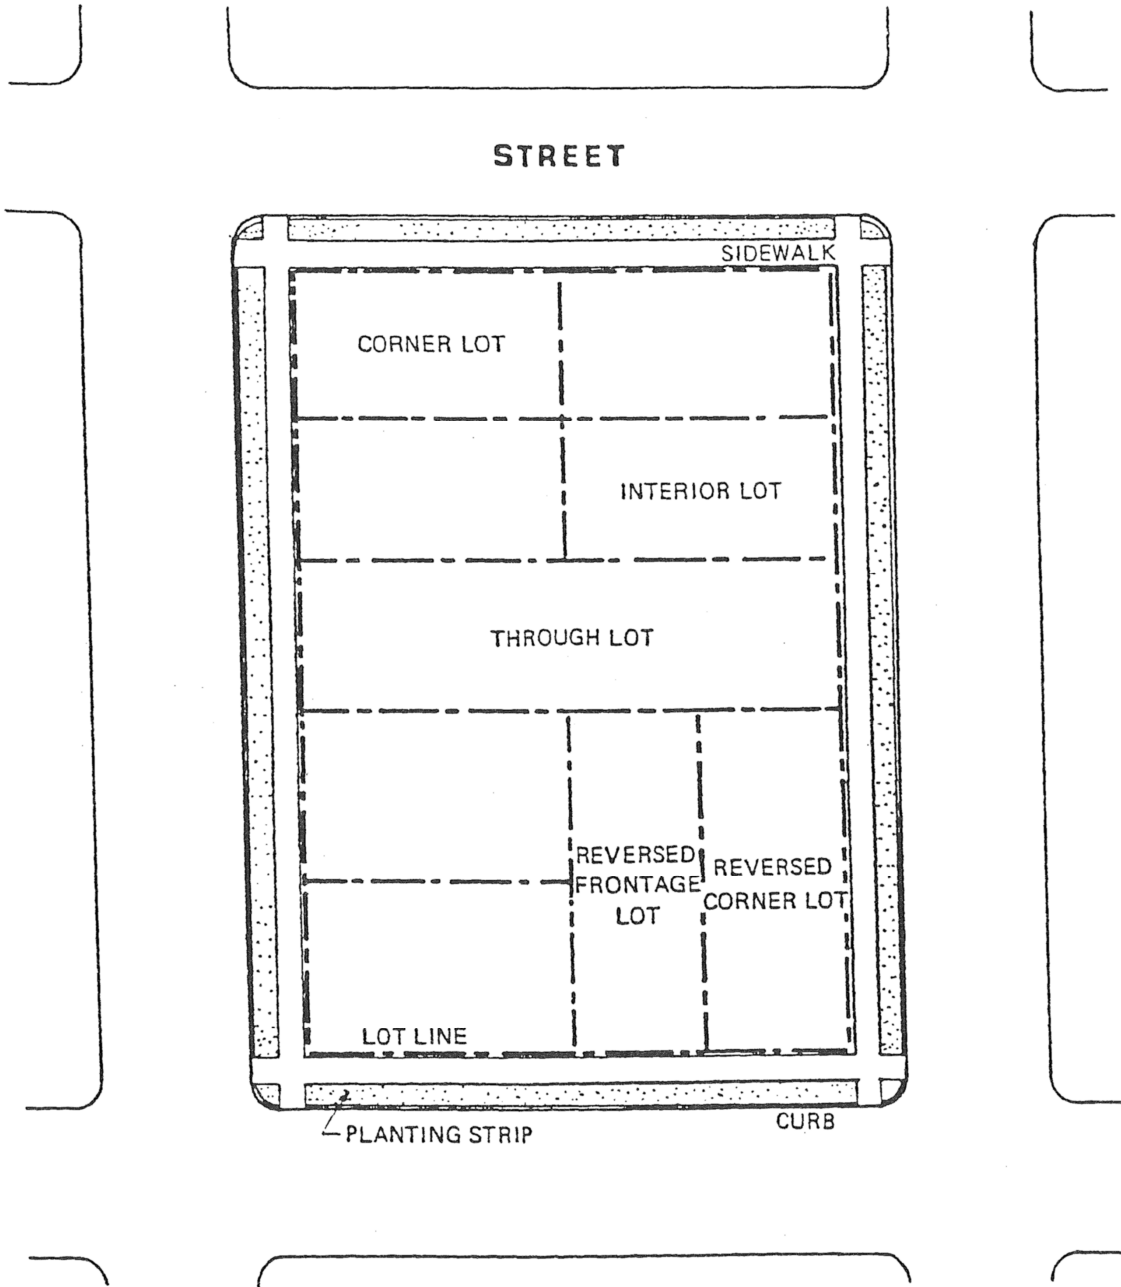 STREET
SIDEWALK
CORNER LOT
INTERIOR LOT
THROUGH LOT
REVERSED
FRONTAGE
LOT
REVERSED
CORNER LOT
LOT LINE
PLANTING STRIP
CURB